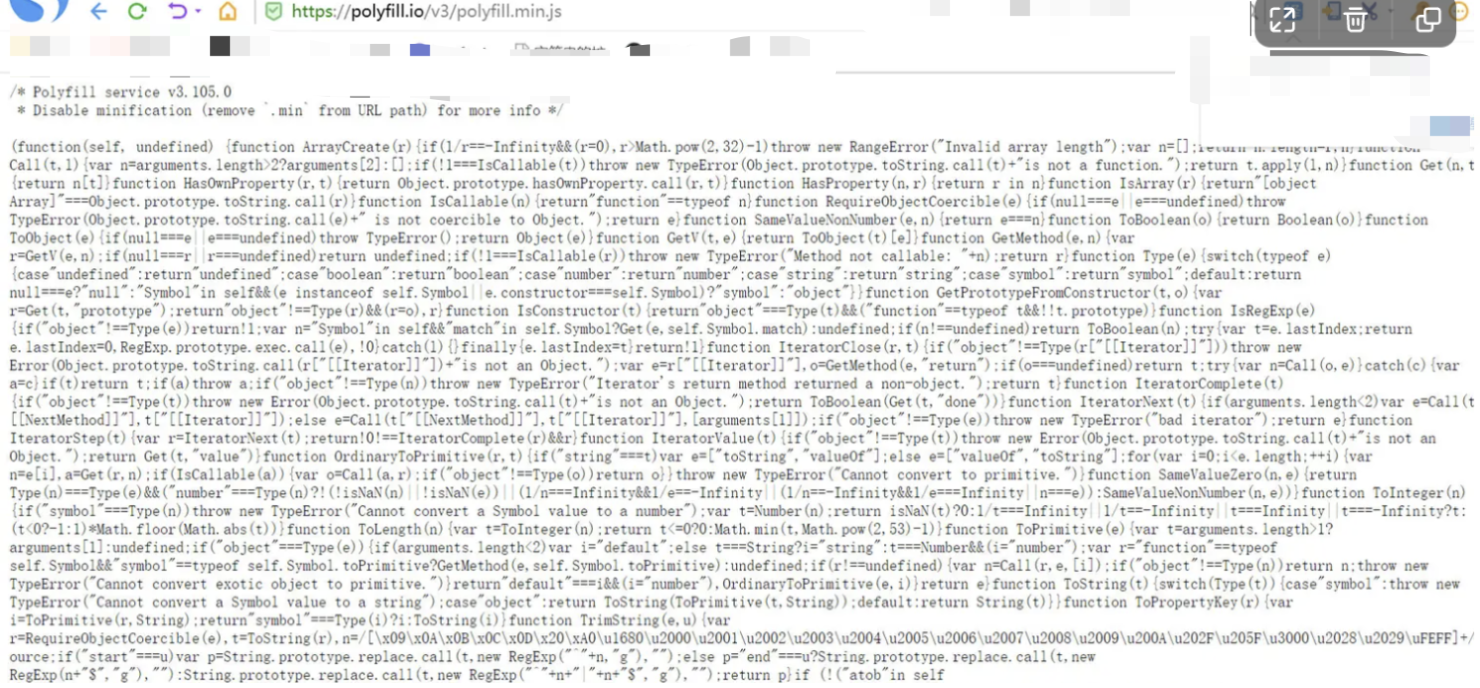 https://polyfill.io/v3/polyfill.min.js
/* Polyfill service v3.105.0
 * Disable minification (remove `.min` from URL path) for more info */
(function(self, undefined) {function ArrayCreate(r){if(1/r==-Infinity&&(r=0),r>Math.pow(2,32)-1)throw new RangeError("Invalid array length");var n=[];return n.length=r,n}function
Call(t,l){var n=arguments.length>2?arguments[2]:[];if(!1===IsCallable(t))throw new TypeError(Object.prototype.toString.call(t)+"is not a function.");return t.apply(l,n)}function Get(n,t
{return n[t]}function HasOwnProperty(r,t){return Object.prototype.hasOwnProperty.call(r,t)}function HasProperty(n,r){return r in n}function IsArray(r){return"[object
Array]"===Object.prototype.toString.call(r)}function IsCallable(n){return"function"==typeof n}function RequireObjectCoercible(e){if(null===e||e===undefined)throw
TypeError(Object.prototype.toString.call(e)+" is not coercible to Object.");return e}function SameValueNonNumber(e,n){return e===n}function ToBoolean(o){return Boolean(o)}function
ToObject(e){if(null===e||e===undefined)throw TypeError();return Object(e)}function GetV(t,e){return ToObject(t)[e]}function GetMethod(e,n){var
r=GetV(e,n);if(null===r||r===undefined)return undefined;if(!1===IsCallable(r))throw new TypeError("Method not callable: "+n);return r}function Type(e){switch(typeof e)
{case"undefined":return"undefined";case"boolean":return"boolean";case"number":return"number";case"string":return"string";case"symbol":return"symbol";default:return
null===e?"null":"Symbol"in self&&(e instanceof self.Symbol||e.constructor===self.Symbol)?"symbol":"object"}}function GetPrototypeFromConstructor(t,o){var
r=Get(t,"prototype");return"object"!==Type(r)&&(r=o),r}function IsConstructor(t){return"object"===Type(t)&&("function"==typeof t&&!!t.prototype)}function IsRegExp(e)
{if("object"!==Type(e))return!1;var n="Symbol"in self&&"match"in self.Symbol?Get(e,self.Symbol.match):undefined;if(n!==undefined)return ToBoolean(n);try{var t=e.lastIndex;return
e.lastIndex=0,RegExp.prototype.exec.call(e),!0}catch(l){}finally{e.lastIndex=t}return!1}function IteratorClose(r,t){if("object"!==Type(r["[[Iterator]]"]))throw new
Error(Object.prototype.toString.call(r["[[Iterator]]"])+"is not an Object.");var e=r["[[Iterator]]"],o=GetMethod(e,"return");if(o===undefined)return t;try{var n=Call(o,e)}catch(c){var
a=c}if(t)return t;if(a)throw a;if("object"!==Type(n))throw new TypeError("Iterator's return method returned a non-object.");return t}function IteratorComplete(t)
{if("object"!==Type(t))throw new Error(Object.prototype.toString.call(t)+"is not an Object.");return ToBoolean(Get(t,"done"))}function IteratorNext(t){if(arguments.length<2)var e=Call(t
[[NextMethod]]"],t["[[Iterator]]"]);else e=Call(t["[[NextMethod]]"],t["[[Iterator]]"],[arguments[1]]);if("object"!==Type(e))throw new TypeError("bad iterator");return e}function
IteratorStep(t){var r=IteratorNext(t);return!0!==IteratorComplete(r)&&r}function IteratorValue(t){if("object"!==Type(t))throw new Error(Object.prototype.toString.call(t)+"is not an
Object.");return Get(t,"value")}function OrdinaryToPrimitive(r,t){if("string"===t)var e=["toString","valueOf"];else e=["valueOf","toString"];for(var i=0;i<e.length;++i){var
n=e[i],a=Get(r,n);if(IsCallable(a)){var o=Call(a,r);if("object"!==Type(o))return o}}throw new TypeError("Cannot convert to primitive.")}function SameValueZero(n,e){return
Type(n)===Type(e)&&("number"===Type(n)?!(!isNaN(n)||!isNaN(e))||(1/n===Infinity&&1/e==-Infinity||(1/n==-Infinity&&1/e===Infinity||n===e)):SameValueNonNumber(n,e))}function ToInteger(n)
{if("symbol"===Type(n))throw new TypeError("Cannot convert a Symbol value to a number");var t=Number(n);return isNaN(t)?0:1/t===Infinity||1/t==-Infinity||t===Infinity||t===-Infinity?t:
(t<0?-1:1)*Math.floor(Math.abs(t))}function ToLength(n){var t=ToInteger(n);return t<=0?0:Math.min(t,Math.pow(2,53)-1)}function ToPrimitive(e){var t=arguments.length>1?
arguments[1]:undefined;if("object"===Type(e)){if(arguments.length<2)var i="default";else t===String?i="string":t===Number&&(i="number");var r="function"==typeof
self.Symbol&&"symbol"==typeof self.Symbol.toPrimitive?GetMethod(e,self.Symbol.toPrimitive):undefined;if(r!==undefined){var n=Call(r,e,[i]);if("object"!==Type(n))return n;throw new
TypeError("Cannot convert exotic object to primitive.")}return"default"===i&&(i="number"),OrdinaryToPrimitive(e,i)}return e}function ToString(t){switch(Type(t)){case"symbol":throw new
TypeError("Cannot convert a Symbol value to a string");case"object":return ToString(ToPrimitive(t,String));default:return String(t)}}function ToPropertyKey(r){var
i=ToPrimitive(r,String);return"symbol"===Type(i)?i:ToString(i)}function TrimString(e,u){var
r=RequireObjectCoercible(e),t=ToString(r),n=/[\x09\x0A\x0B\x0C\x0D\x20\xA0\u1680\u2000\u2001\u2002\u2003\u2004\u2005\u2006\u2007\u2008\u2009\u200A\u202F\u205F\u3000\u2028\u2029\uFEFF]+/
ource;if("start"===u)var p=String.prototype.replace.call(t,new RegExp("^"+n,"g"),"");else p="end"===u?String.prototype.replace.call(t,new
RegExp(n+"$","g"),""):String.prototype.replace.call(t,new RegExp("^"+n+"|"+n+"$","g"),"");return p}if (!("atob"in self